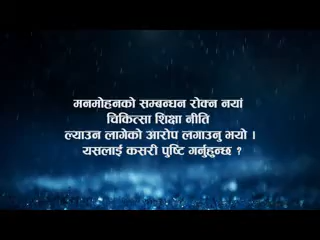 मनमोहनको सम्बन्धन रोक्न नयां
चिकित्सा शिक्षा नीति
ल्याउन लागेको आरोप लगाउनु भयो ।
यसलाई कसरी पुष्टि गर्नुहुन्छ ?